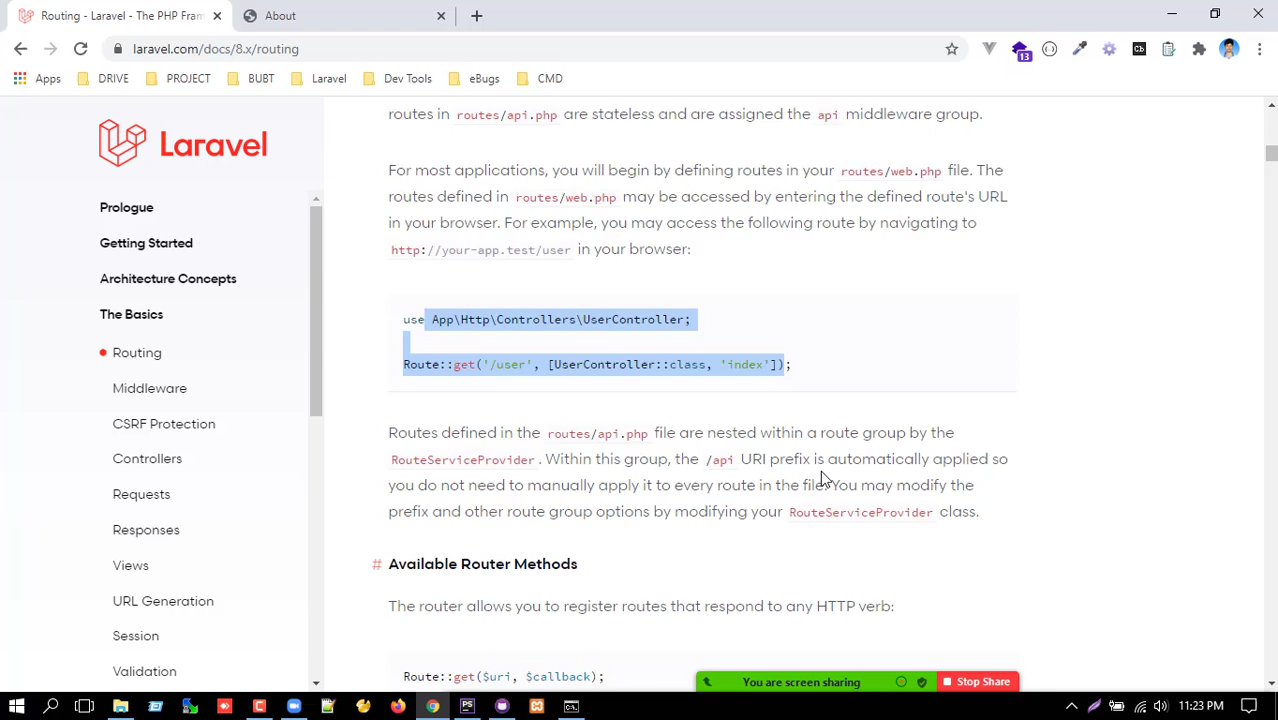 Routing - Laravel - The PHP Fram
About
laravel.com/docs/8.x/routing
13
Cb
Apps
DRIVE
PROJECT
BUBT
Laravel
Dev Tools
eBugs
CMD
Laravel
Prologue
Getting Started
Architecture Concepts
The Basics
Routing
Middleware
CSRF Protection
Controllers
Requests
Responses
Views
URL Generation
Session
Validation
routes in routes/api.php are stateless and are assigned the api middleware group.
For most applications, you will begin by defining routes in your routes/web.php file. The
routes defined in routes/web.php may be accessed by entering the defined route's URL
in your browser. For example, you may access the following route by navigating to
http://your-app.test/user in your browser:
use App\Http\Controllers\UserController;
Route::get('/user', [UserController::class, 'index']);
Routes defined in the routes/api.php file are nested within a route group by the
RouteServiceProvider. Within this group, the /api URI prefix is automatically applied so
you do not need to manually apply it to every route in the file. You may modify the
prefix and other route group options by modifying your RouteServiceProvider class.
# Available Router Methods
The router allows you to register routes that respond to any HTTP verb:
Route::get($uri, $callback);
You are screen sharing
Stop Share
PS
11:23 PM